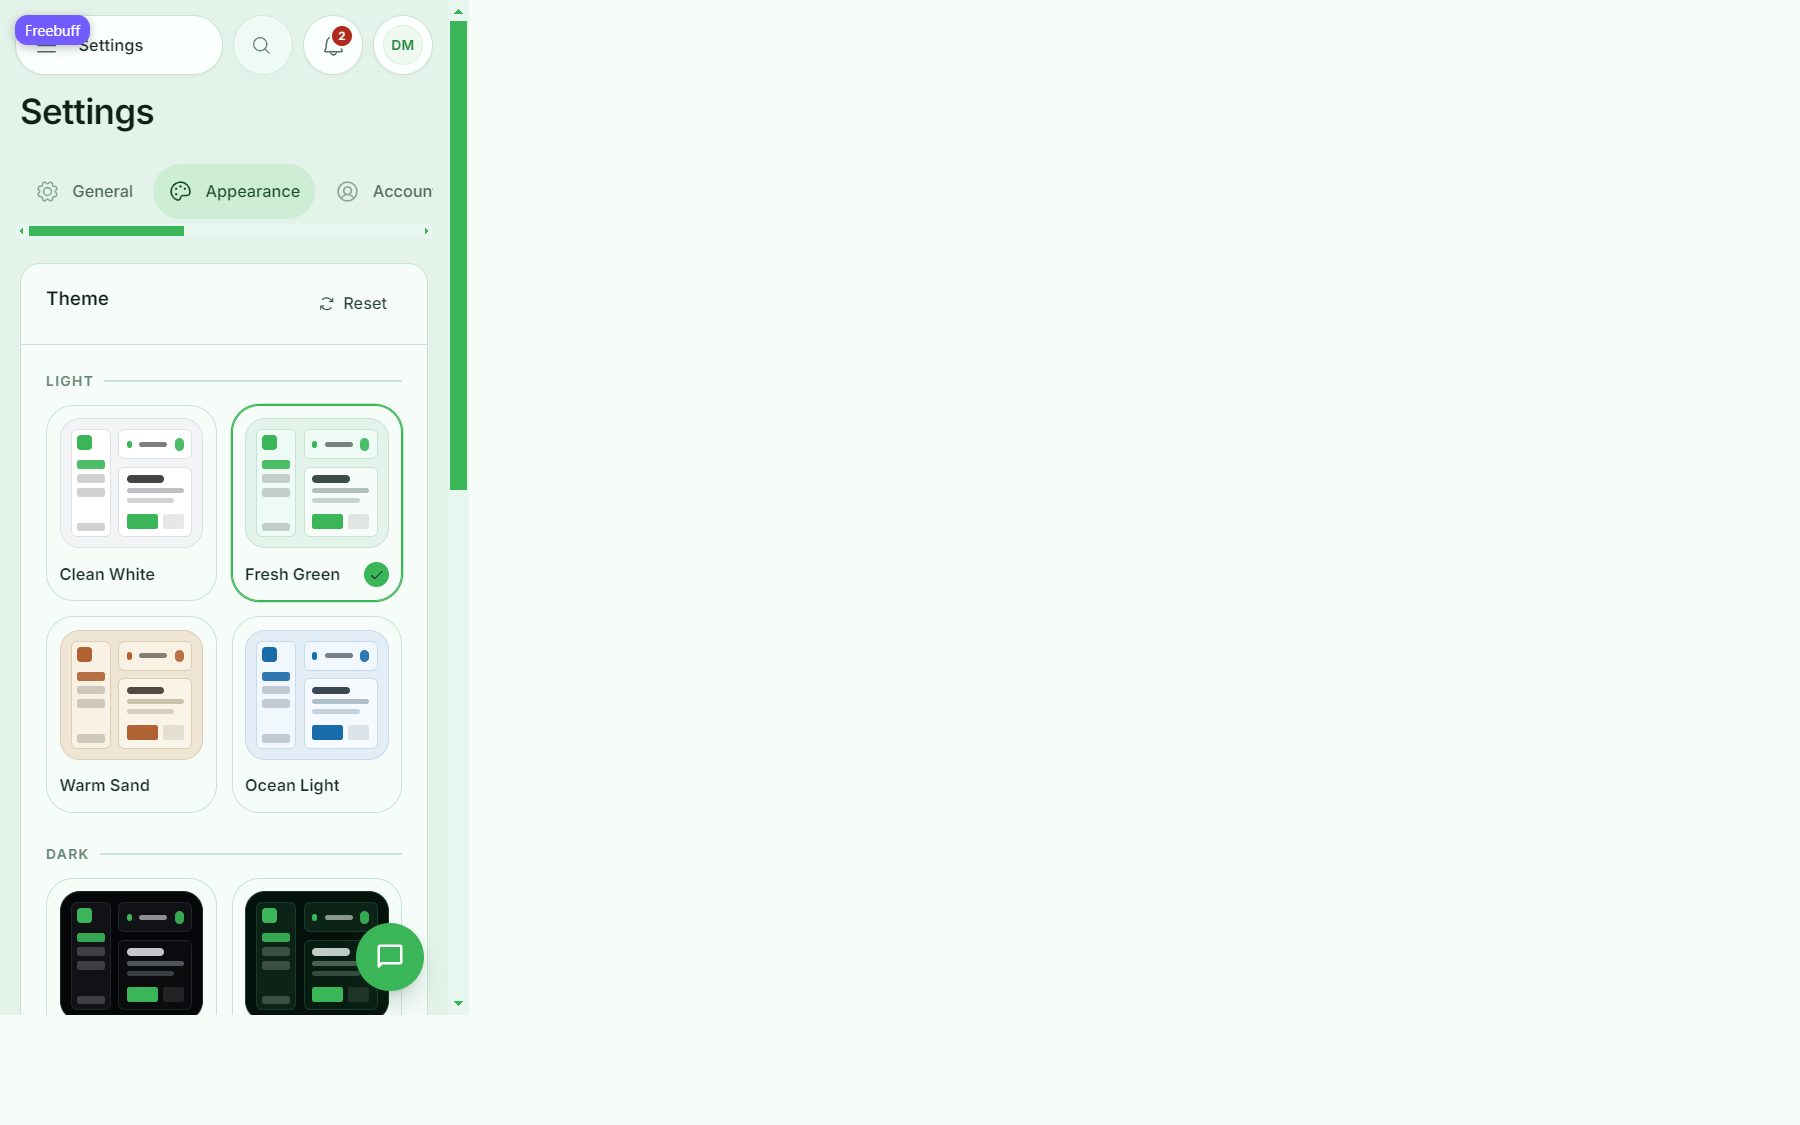 Freebuff
Settings
2
DM
Settings
General
Appearance
Accoun
Theme
Reset
LIGHT
Clean White
Fresh Green
Warm Sand
Ocean Light
DARK